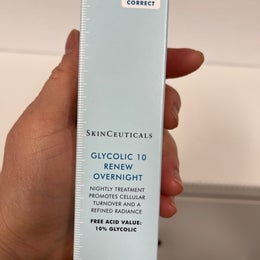 CORRECT
SKINCEUTICALS
GLYCOLIC 10
RENEW
OVERNIGHT
NIGHTLY TREATMENT
PROMOTES CELLULAR
TURNOVER AND A
REFINED RADIANCE
FREE ACID VALUE:
10% GLYCOLIC